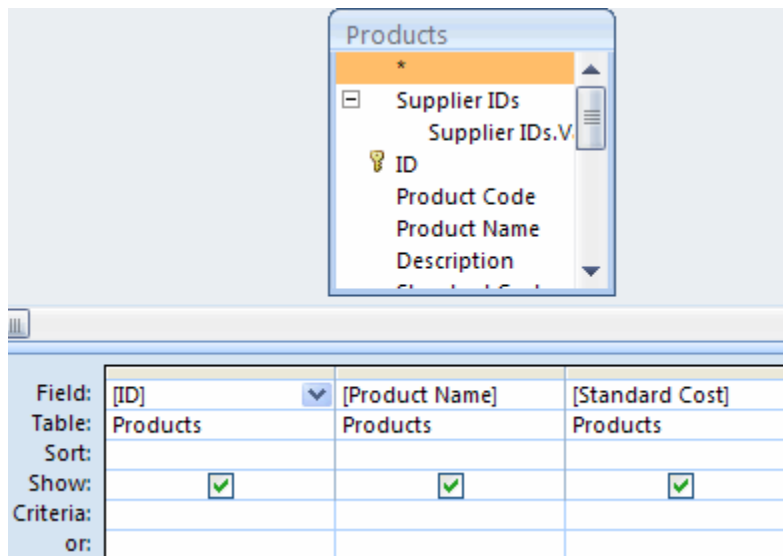 Products
*
Supplier IDs
Supplier IDs.V
ID
Product Code
Product Name
Description
Field: [ID] [Product Name] [Standard Cost]
Table: Products Products Products
Sort:
Show:
Criteria:
or: